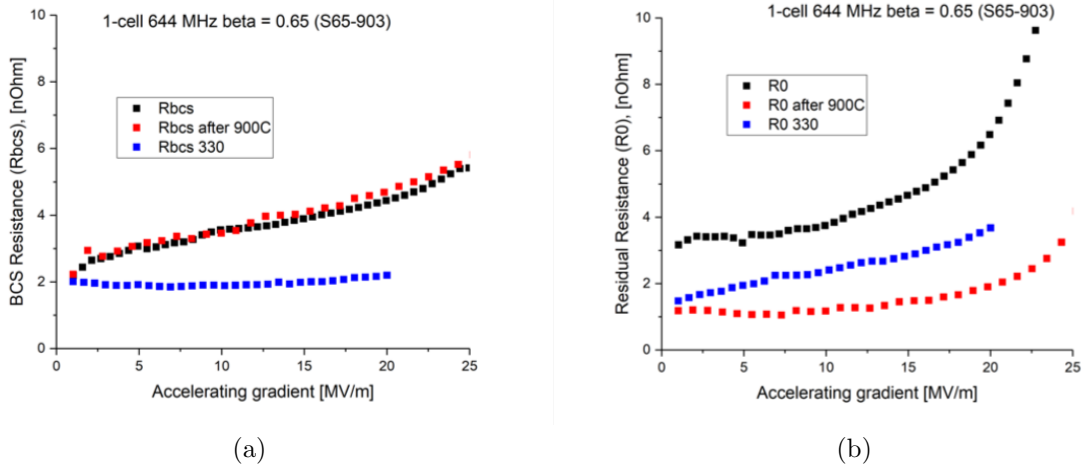 1-cell 644 MHz beta = 0.65 (S65-903)
BCS Resistance (Rbcs), [nOhm]
10
8
6
4
2
0
Rbcs
Rbcs after 900C
Rbcs 330
0 5 10 15 20 25
Accelerating gradient [MV/m]
(a)
1-cell 644 MHz beta = 0.65 (S65-903)
Residual Resistance (R0), [nOhm]
10
8
6
4
2
0
R0
R0 after 900C
R0 330
0 5 10 15 20 25
Accelerating gradient [MV/m]
(b)